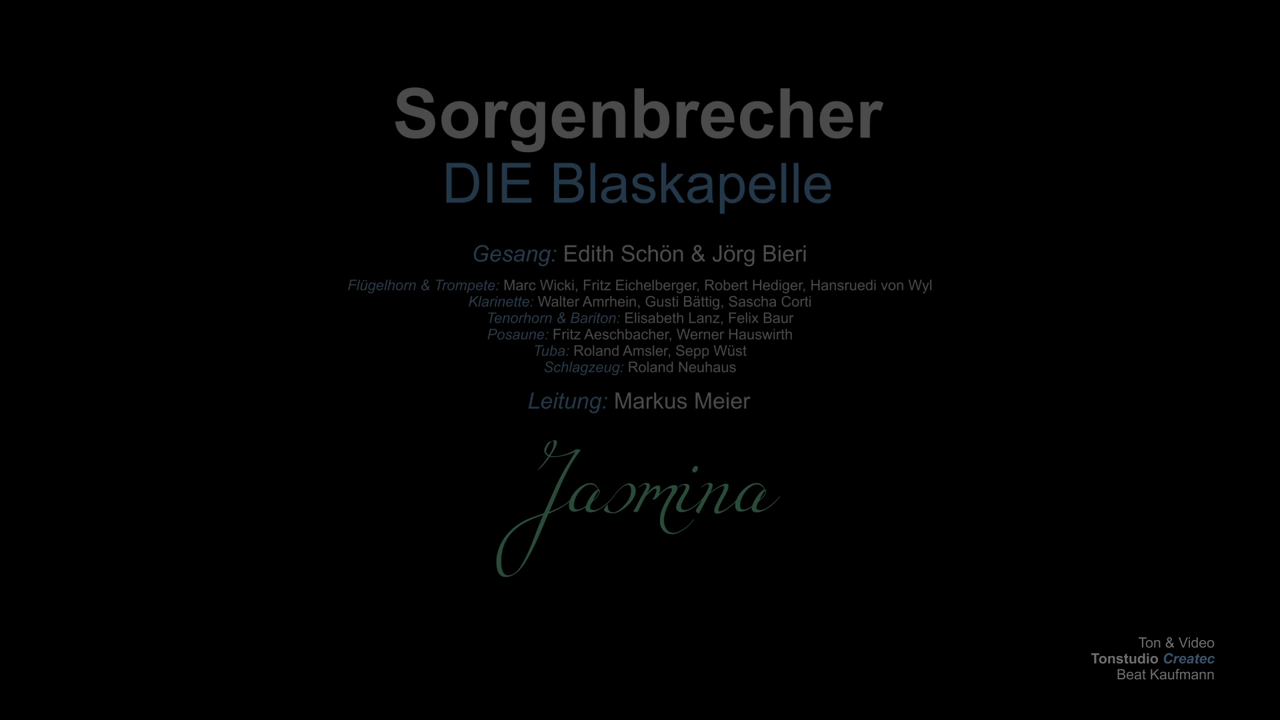 Sorgenbrecher
DIE Blaskapelle
Gesang: Edith Schön & Jörg Bieri
Flügelhorn & Trompete: Marc Wicki, Fritz Eichelberger, Robert Hediger, Hansruedi von Wyl
Klarinette: Walter Amrhein, Gusti Bättig, Sascha Corti
Tenorhorn & Bariton: Elisabeth Lanz, Felix Baur
Posaune: Fritz Aeschbacher, Werner Hauswirth
Tuba: Roland Amsler, Sepp Wüst
Schlagzeug: Roland Neuhaus
Leitung: Markus Meier
Jasmina
Ton & Video
Tonstudio Createc
Beat Kaufmann